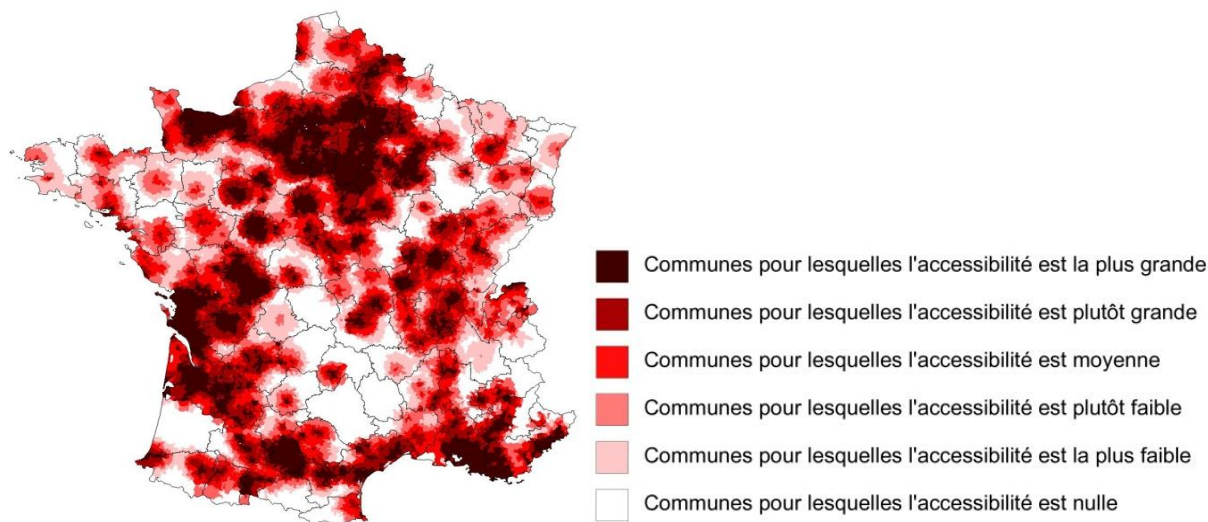 Communes pour lesquelles l'accessibilité est la plus grande
Communes pour lesquelles l'accessibilité est plutôt grande
Communes pour lesquelles l'accessibilité est moyenne
Communes pour lesquelles l'accessibilité est plutôt faible
Communes pour lesquelles l'accessibilité est la plus faible
Communes pour lesquelles l'accessibilité est nulle